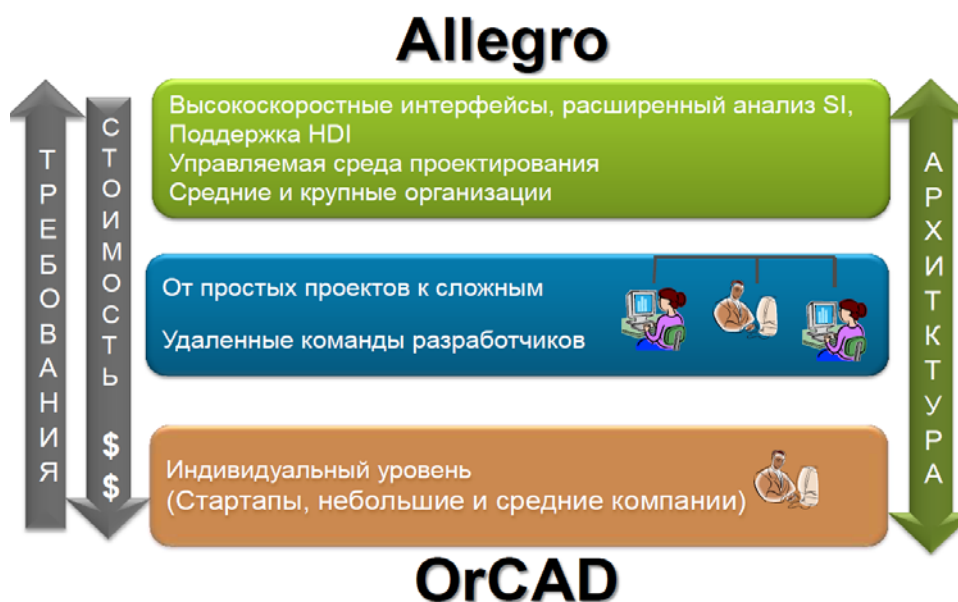 Allegro
ТРЕБОВАНИЯ
СТОИМОСТЬ $$
Высокоскоростные интерфейсы, расширенный анализ SI,
Поддержка HDI
Управляемая среда проектирования
Средние и крупные организации
От простых проектов к сложным
Удаленные команды разработчиков
Индивидуальный уровень
(Стартапы, небольшие и средние компании)
АРХИТКТУРА
OrCAD